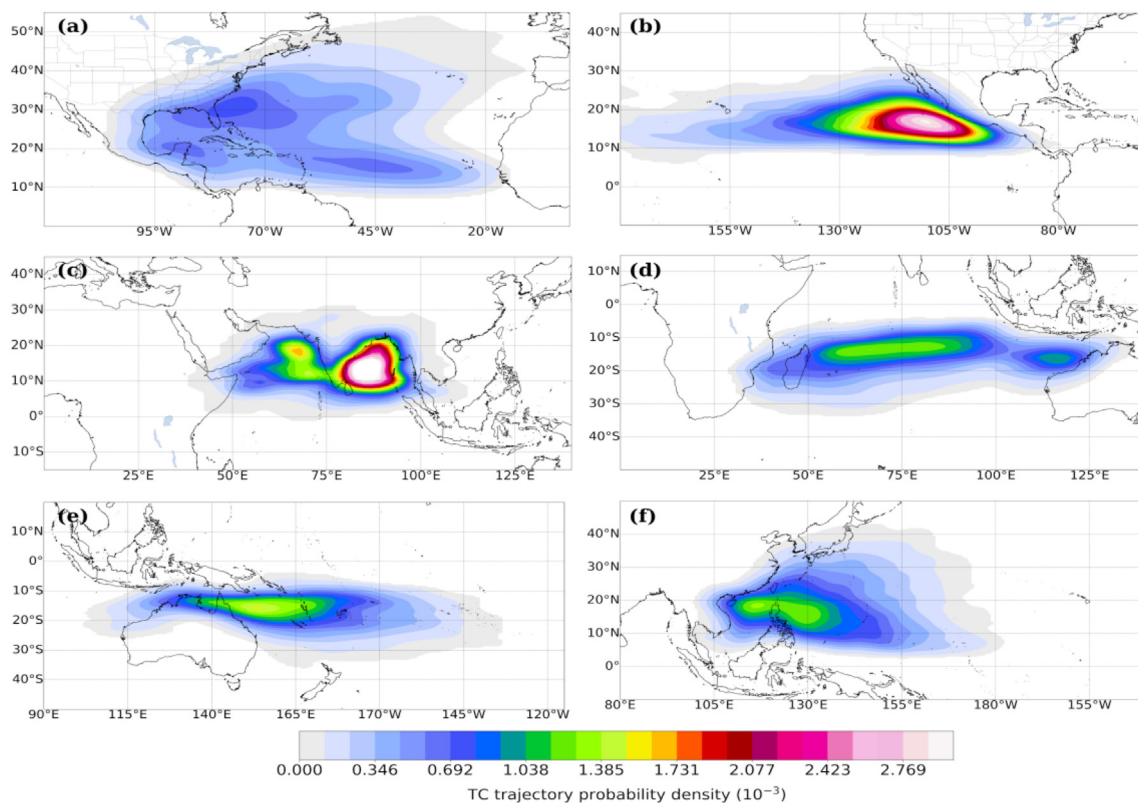 (a)
50°N
40°N
30°N
20°N
10°N
95°W 70°W 45°W 20°W
(b)
40°N
30°N
20°N
10°N
0°
155°W 130°W 105°W 80°W
(c)
40°N
30°N
20°N
10°N
0°
10°S
25°E 50°E 75°E 100°E 125°E
(d)
10°N
0°
10°S
20°S
30°S
40°S
25°E 50°E 75°E 100°E 125°E
(e)
10°N
0°
10°S
20°S
30°S
40°S
90°E 115°E 140°E 165°E 170°W 145°W 120°W
(f)
40°N
30°N
20°N
10°N
0°
80°E 105°E 130°E 155°E 180°W 155°W
0.000 0.346 0.692 1.038 1.385 1.731 2.077 2.423 2.769
TC trajectory probability density (10⁻³)